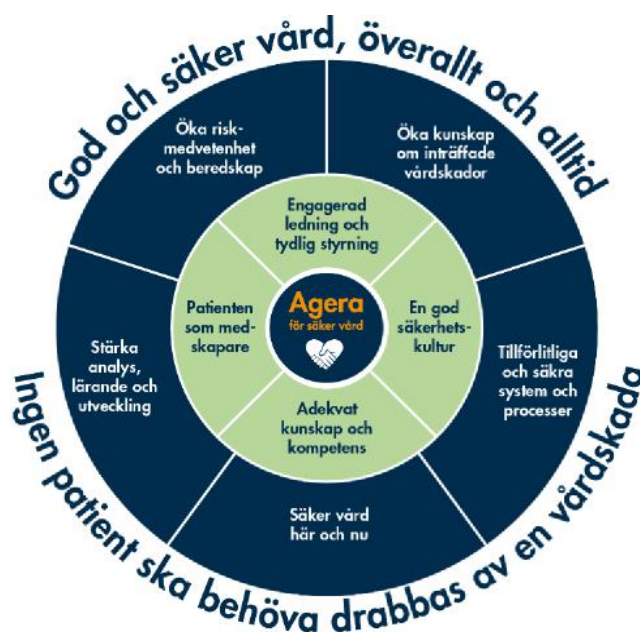 God och säker vård, överallt och alltid
Öka risk-
medvetenhet
och beredskap
Öka kunskap
om inträffade
vårdskador
Engagerad
ledning och
tydlig styrning
Patienten
som med-
skapare
Agera
för säker vård
En god
säkerhets-
kultur
Stärka
analys,
lärande och
utveckling
Tillförlitliga
och säkra
system och
processer
Adekvat
kunskap och
kompetens
Säker vård
här och nu
Ingen patient ska behöva drabbas av en vårdskada